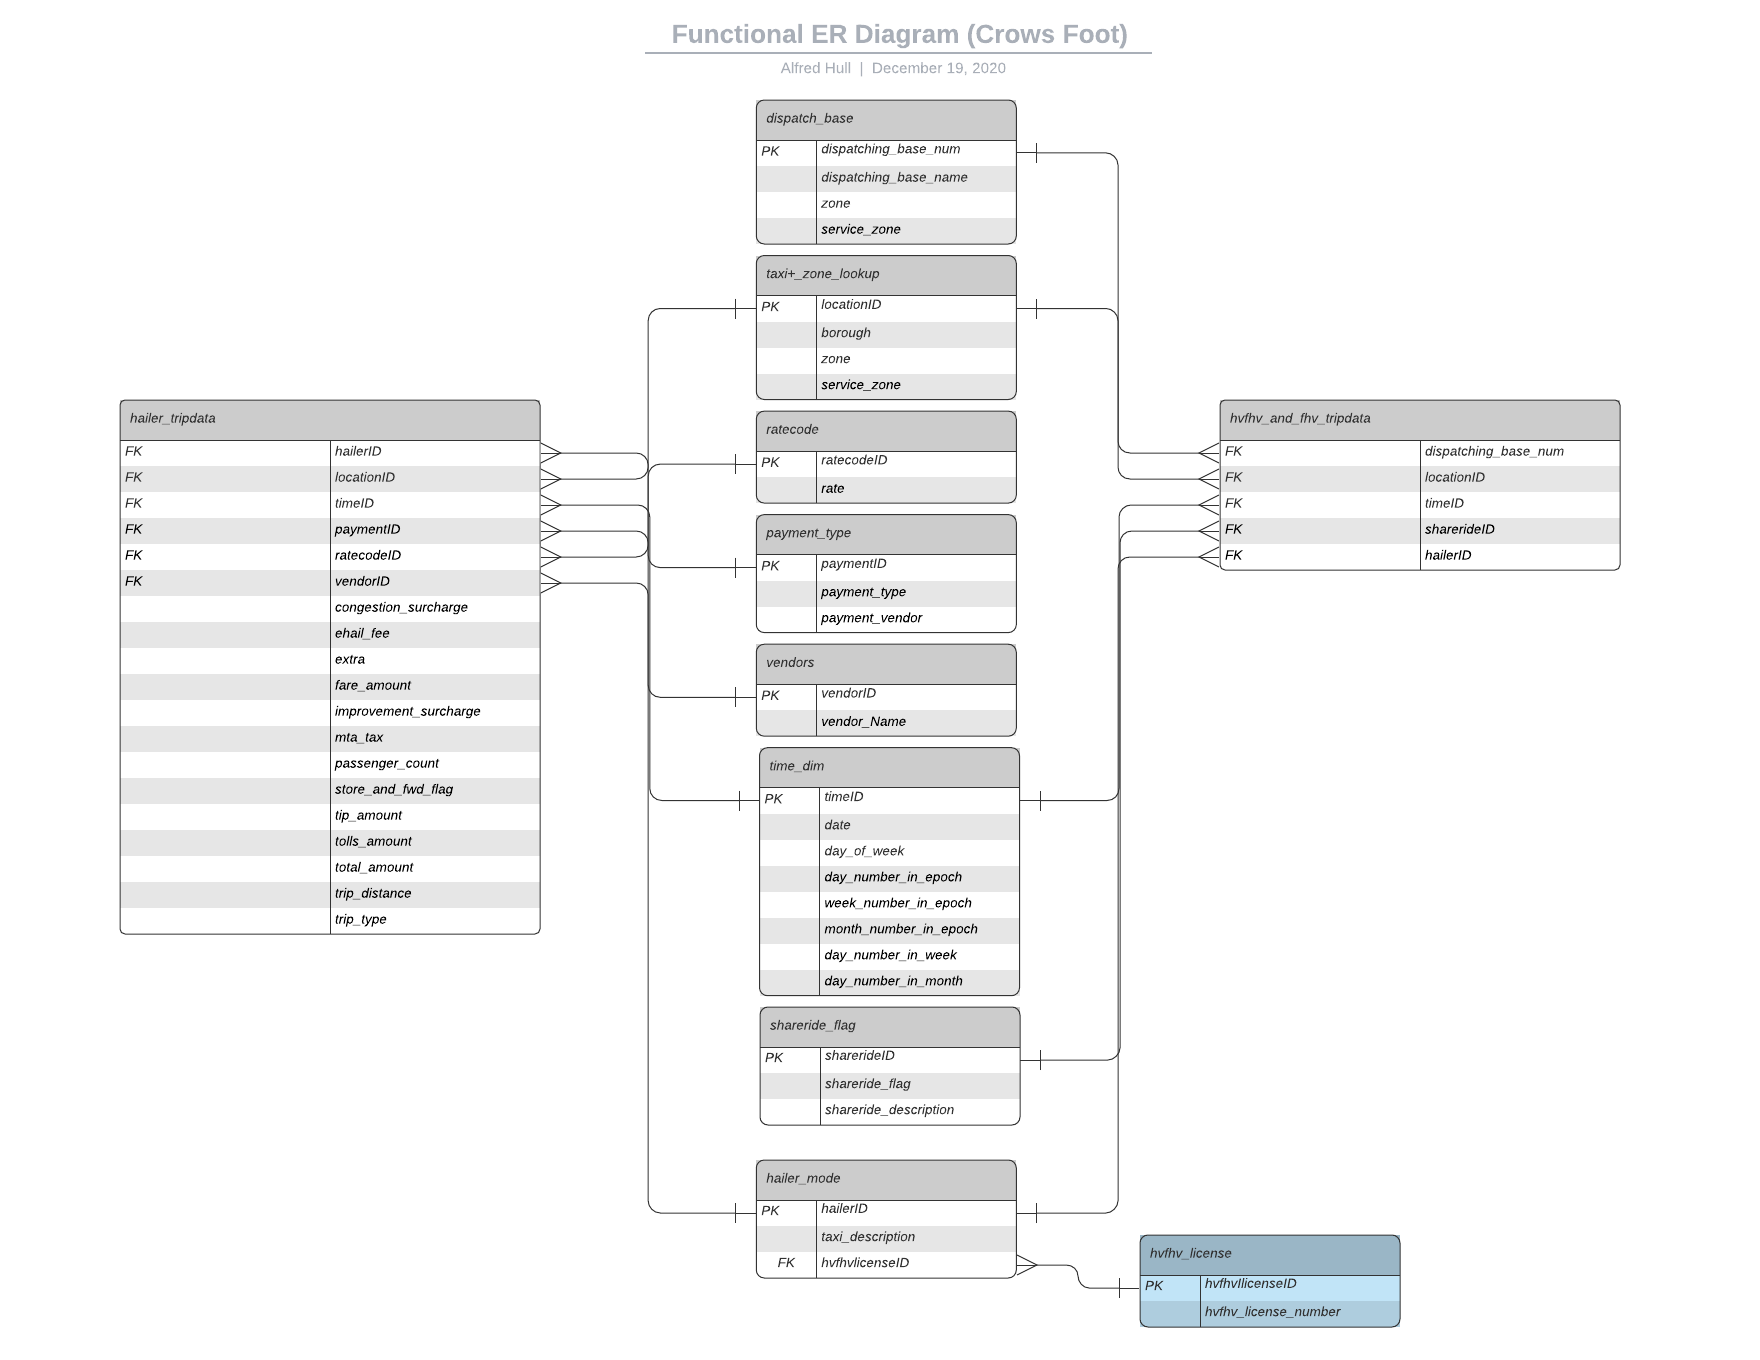 Functional ER Diagram (Crows Foot)
Alfred Hull | December 19, 2020
dispatch_base
PK dispatching_base_num
dispatching_base_name
zone
service_zone
taxi+_zone_lookup
PK locationID
borough
zone
service_zone
hailer_tripdata
FK hailerID
FK locationID
FK timeID
FK paymentID
FK ratecodeID
FK vendorID
congestion_surcharge
ehail_fee
extra
fare_amount
improvement_surcharge
mta_tax
passenger_count
store_and_fwd_flag
tip_amount
tolls_amount
total_amount
trip_distance
trip_type
ratecode
PK ratecodeID
rate
payment_type
PK paymentID
payment_type
payment_vendor
vendors
PK vendorID
vendor_Name
time_dim
PK timeID
date
day_of_week
day_number_in_epoch
week_number_in_epoch
month_number_in_epoch
day_number_in_week
day_number_in_month
shareride_flag
PK sharerideID
shareride_flag
shareride_description
hailer_mode
PK hailerID
taxi_description
FK hvfhvlicenseID
hvfhv_and_fhv_tripdata
FK dispatching_base_num
FK locationID
FK timeID
FK sharerideID
FK hailerID
hvfhv_license
PK hvfhvllicenseID
hvfhv_license_number